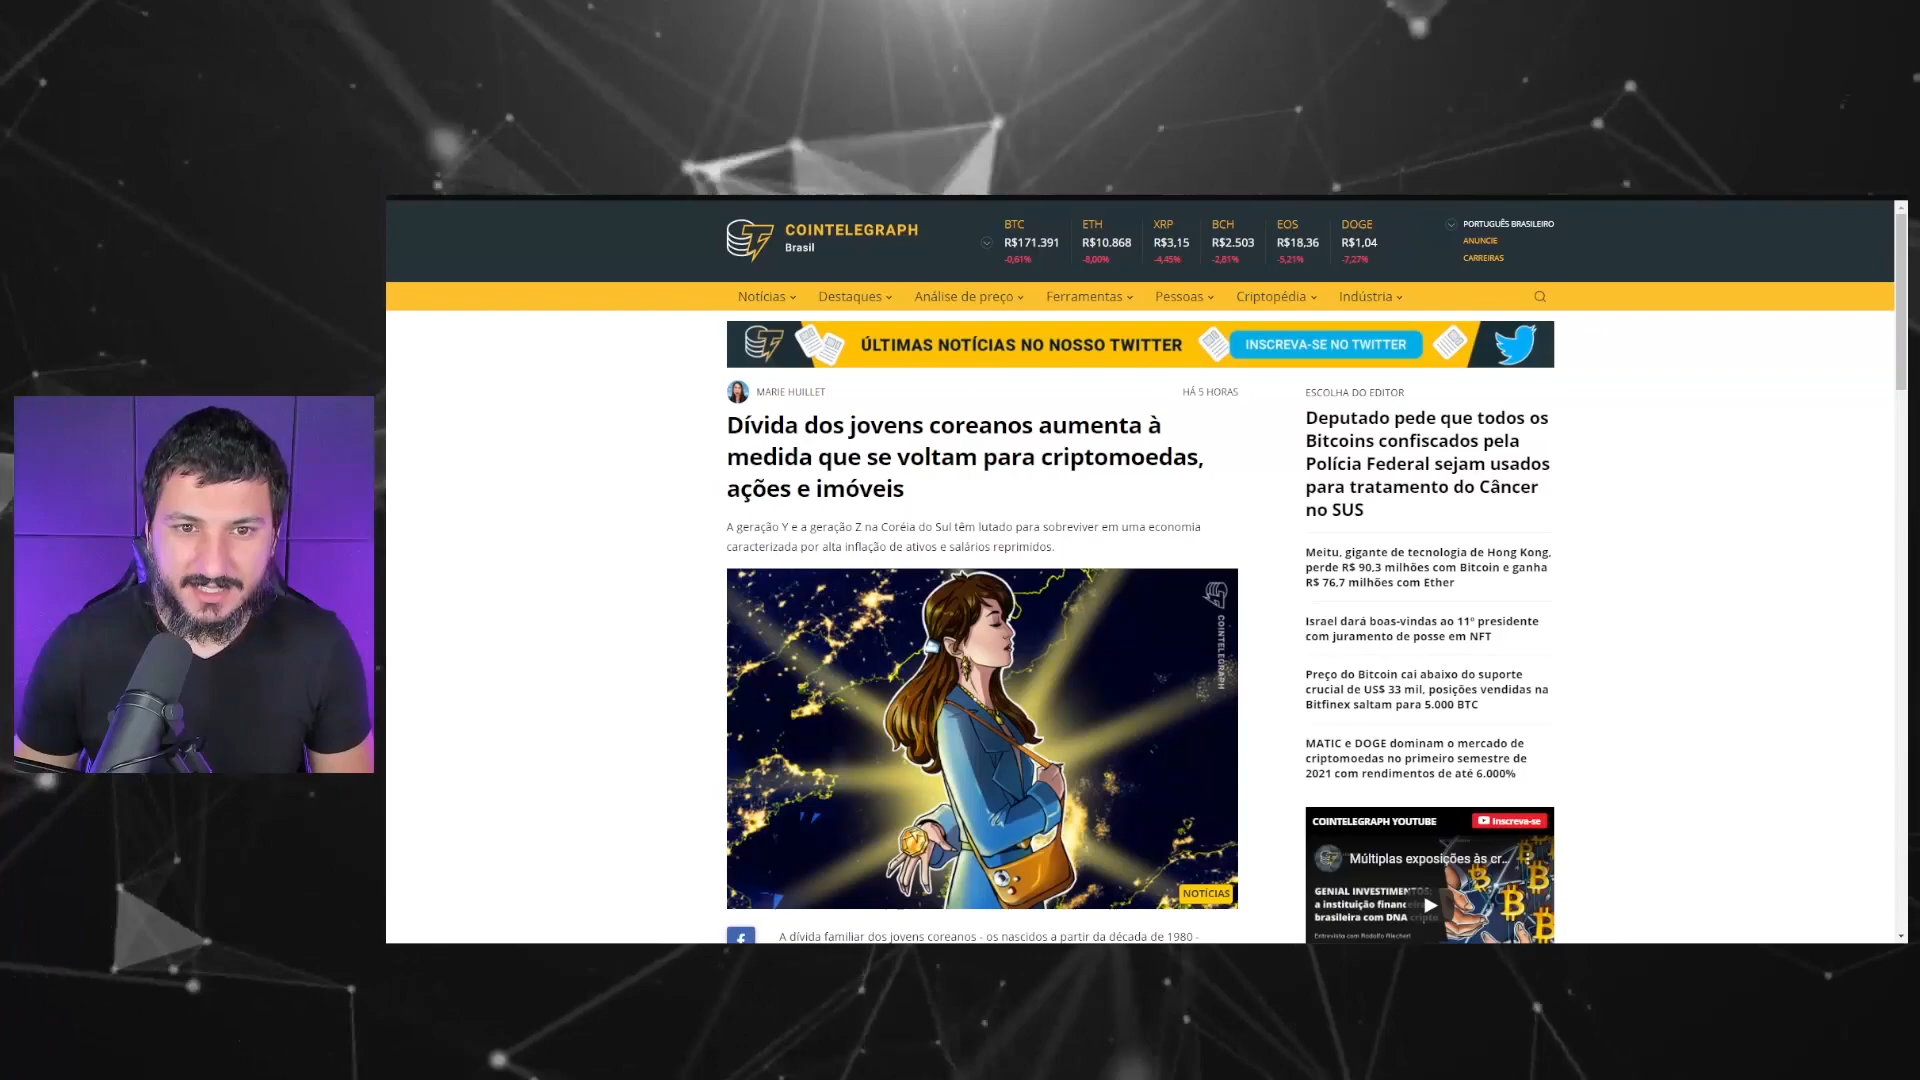 COINTELEGRAPH
Brasil
BTC
R$171.391
-0,61%
ETH
R$10.868
-8,00%
XRP
R$3,15
-4,45%
BCH
R$2.503
-2,81%
EOS
R$18,36
-5,21%
DOGE
R$1,04
-7,27%
PORTUGUÊS BRASILEIRO
ANUNCIE
CARREIRAS
Notícias
Destaques
Análise de preço
Ferramentas
Pessoas
Criptopédia
Indústria
ÚLTIMAS NOTÍCIAS NO NOSSO TWITTER
INSCREVA-SE NO TWITTER
MARIE HUILLET
HÁ 5 HORAS
Dívida dos jovens coreanos aumenta à
medida que se voltam para criptomoedas,
ações e imóveis
A geração Y e a geração Z na Coréia do Sul têm lutado para sobreviver em uma economia
caracterizada por alta inflação de ativos e salários reprimidos.
COINTELEGRAPH
NOTÍCIAS
A dívida familiar dos jovens coreanos - os nascidos a partir da década de 1980 -
ESCOLHA DO EDITOR
Deputado pede que todos os
Bitcoins confiscados pela
Polícia Federal sejam usados
para tratamento do Câncer
no SUS
Meitu, gigante de tecnologia de Hong Kong,
perde R$ 90,3 milhões com Bitcoin e ganha
R$ 76,7 milhões com Ether
Israel dará boas-vindas ao 11º presidente
com juramento de posse em NFT
Preço do Bitcoin cai abaixo do suporte
crucial de US$ 33 mil, posições vendidas na
Bitfinex saltam para 5.000 BTC
MATIC e DOGE dominam o mercado de
criptomoedas no primeiro semestre de
2021 com rendimentos de até 6.000%
COINTELEGRAPH YOUTUBE
Inscreva-se
Múltiplas exposições às cr...
GENIAL INVESTIMENTOS:
a instituição financeira
brasileira com DNA cripto
Entrevista com Rodolfo